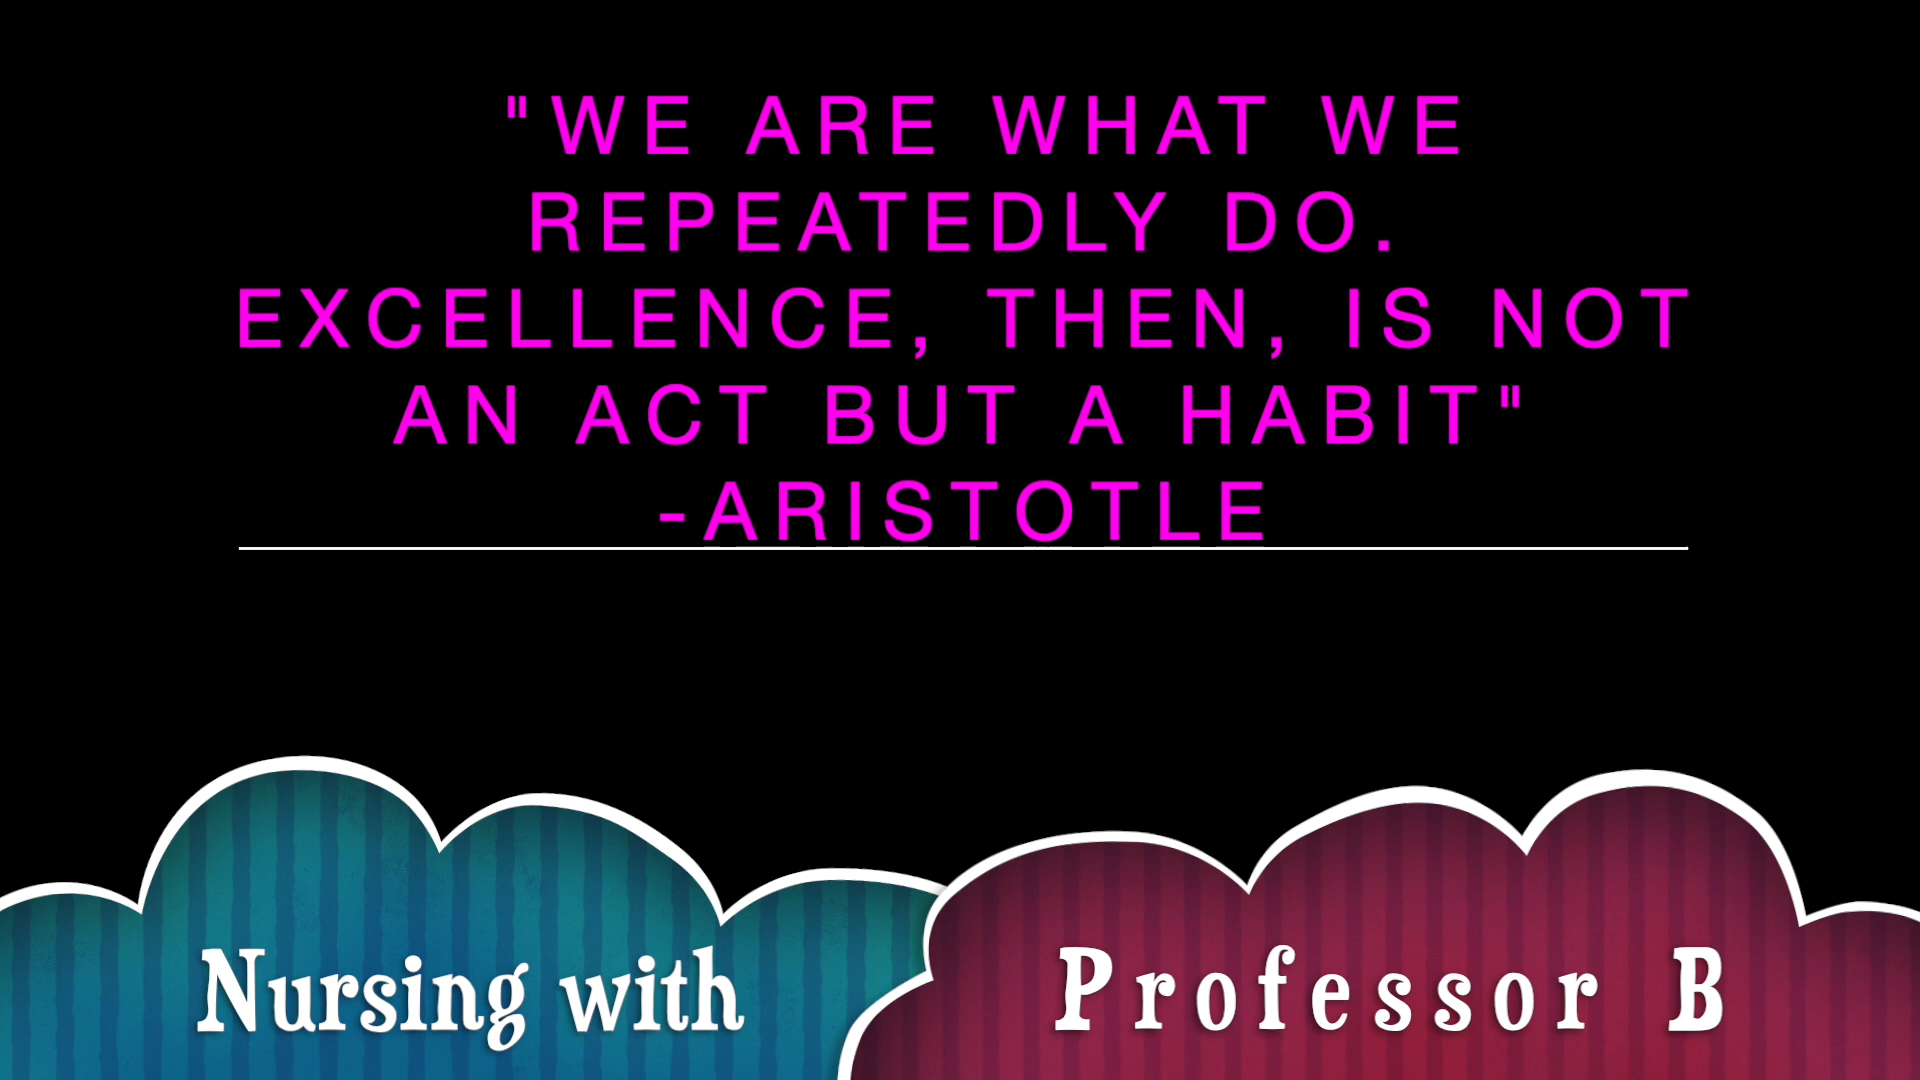 "WE ARE WHAT WE
REPEATEDLY DO.
EXCELLENCE, THEN, IS NOT
AN ACT BUT A HABIT"
-ARISTOTLE
Nursing with
Professor B